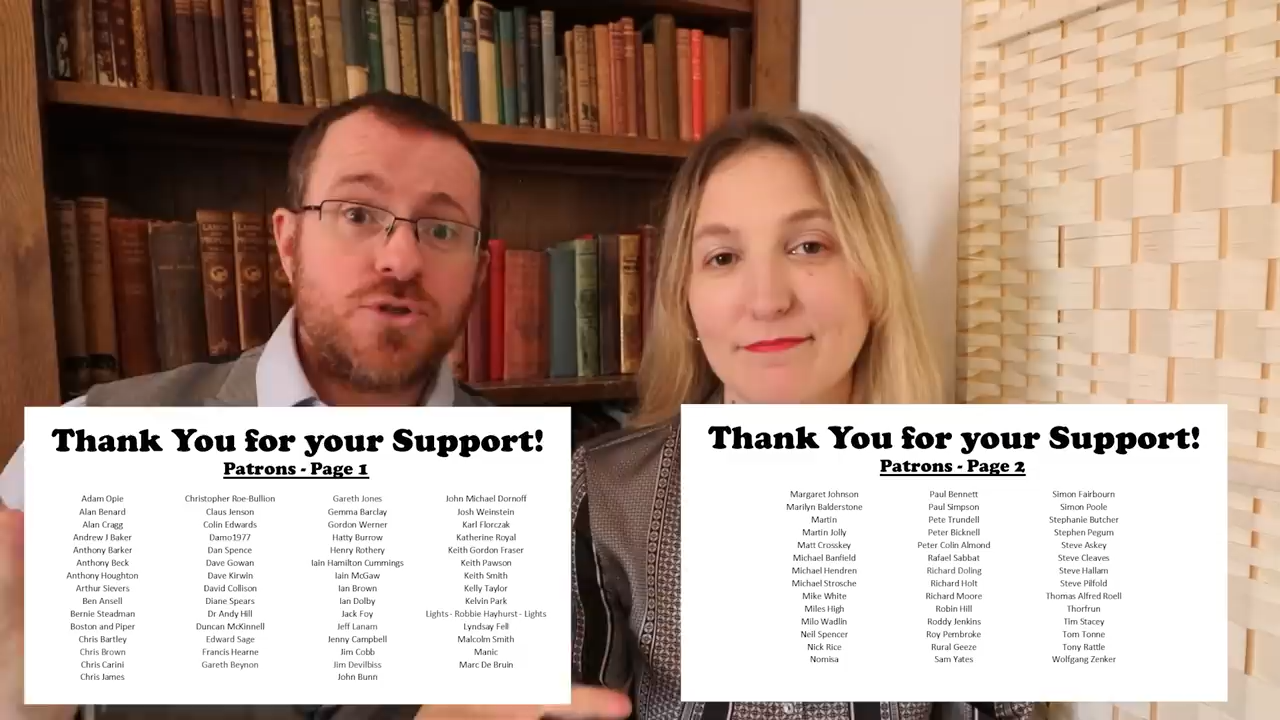 Thank You for your Support!
Patrons - Page 1
Adam Opie
Alan Benard
Alan Cragg
Andrew J Baker
Anthony Barker
Anthony Beck
Anthony Houghton
Arthur Sievers
Ben Ansell
Bernie Steadman
Boston and Piper
Chris Bartley
Chris Brown
Chris Carini
Chris James
Christopher Roe-Bullion
Claus Jenson
Colin Edwards
Damo1977
Dan Spence
Dave Gowan
Dave Kirwin
David Collison
Diane Spears
Dr Andy Hill
Duncan McKinnell
Edward Sage
Francis Hearne
Gareth Beynon
Gareth Jones
Gemma Barclay
Gordon Werner
Hatty Burrow
Henry Rothery
Iain Hamilton Cummings
Iain McGaw
Ian Brown
Ian Dolby
Jack Foy
Jeff Lanam
Jenny Campbell
Jim Cobb
Jim Devilbiss
John Bunn
John Michael Dornoff
Josh Weinstein
Karl Florczak
Katherine Royal
Keith Gordon Fraser
Keith Pawson
Keith Smith
Kelly Taylor
Kelvin Park
Lights - Robbie Hayhurst - Lights
Lyndsay Fell
Malcolm Smith
Manic
Marc De Bruin
Thank You for your Support!
Patrons - Page 2
Margaret Johnson
Marilyn Balderstone
Martin
Martin Jolly
Matt Crosskey
Michael Banfield
Michael Hendren
Michael Strosche
Mike White
Miles High
Milo Wadlin
Neil Spencer
Nick Rice
Nomisa
Paul Bennett
Paul Simpson
Pete Trundell
Peter Bicknell
Peter Colin Almond
Rafael Sabbat
Richard Doling
Richard Holt
Richard Moore
Robin Hill
Roddy Jenkins
Roy Pembroke
Rural Geeze
Sam Yates
Simon Fairbourn
Simon Poole
Stephanie Butcher
Stephen Pegum
Steve Askey
Steve Cleaves
Steve Hallam
Steve Pilfold
Thomas Alfred Roell
Thorfrun
Tim Stacey
Tom Tonne
Tony Rattle
Wolfgang Zenker